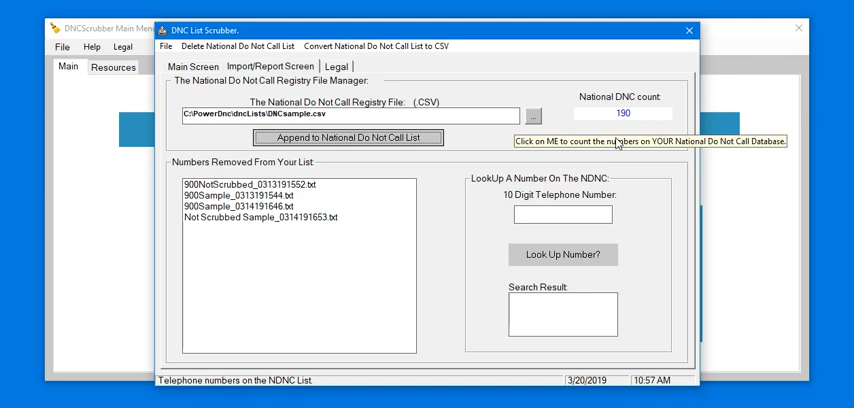 DNCScrubber Main Menu
File Help Legal
Main Resources
DNC List Scrubber.
File Delete National Do Not Call List Convert National Do Not Call List to CSV
Main Screen Import/Report Screen Legal
The National Do Not Call Registry File Manager:
The National Do Not Call Registry File: (.CSV)
National DNC count:
C:\PowerDnc\dncLists\DNCsample.csv
...
190
Append to National Do Not Call List
Click on ME to count the numbers on YOUR National Do Not Call Database.
Numbers Removed From Your List:
900NotScrubbed_0313191552.txt
900Sample_0313191544.txt
900Sample_0314191646.txt
Not Scrubbed Sample_0314191653.txt
LookUp A Number On The NDNC:
10 Digit Telephone Number:
Look Up Number?
Search Result:
Telephone numbers on the NDNC List.
3/20/2019 10:57 AM